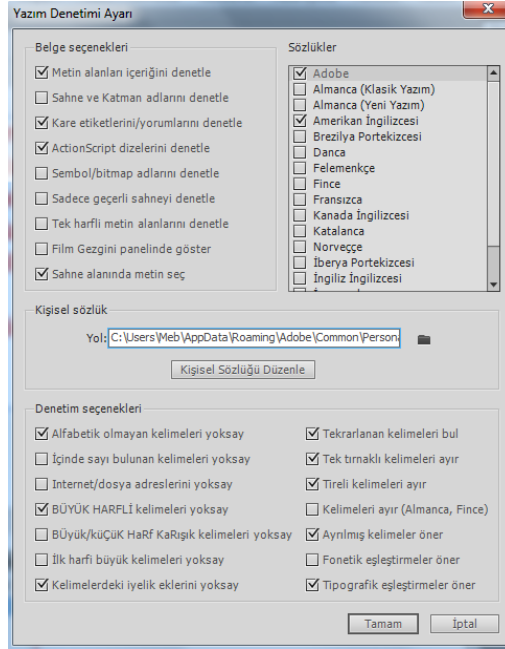 Yazım Denetimi Ayarı
Belge seçenekleri
Metin alanları içeriğini denetle
Sahne ve Katman adlarını denetle
Kare etiketlerini/yorumlarını denetle
ActionScript dizelerini denetle
Sembol/bitmap adlarını denetle
Sadece geçerli sahneyi denetle
Tek harfli metin alanlarını denetle
Film Gezgini panelinde göster
Sahne alanında metin seç
Sözlükler
Adobe
Almanca (Klasik Yazım)
Almanca (Yeni Yazım)
Amerikan İngilizcesi
Brezilya Portekizcesi
Danca
Felemenkçe
Fince
Fransızca
Kanada İngilizcesi
Katalanca
Norveççe
İberya Portekizcesi
İngiliz İngilizcesi
Kişisel sözlük
Yol: C:\Users\Meb\AppData\Roaming\Adobe\Common\Persona
Kişisel Sözlüğü Düzenle
Denetim seçenekleri
Alfabetik olmayan kelimeleri yoksay
İçinde sayı bulunan kelimeleri yoksay
Internet/dosya adreslerini yoksay
BÜYÜK HARFLİ kelimeleri yoksay
BÜyük/küÇüK HaRf KaRışık kelimeleri yoksay
İlk harfi büyük kelimeleri yoksay
Kelimelerdeki iyelik eklerini yoksay
Tekrarlanan kelimeleri bul
Tek tırnaklı kelimeleri ayır
Tireli kelimeleri ayır
Kelimeleri ayır (Almanca, Fince)
Ayrılmış kelimeler öner
Fonetik eşleştirmeler öner
Tipografik eşleştirmeler öner
Tamam
İptal